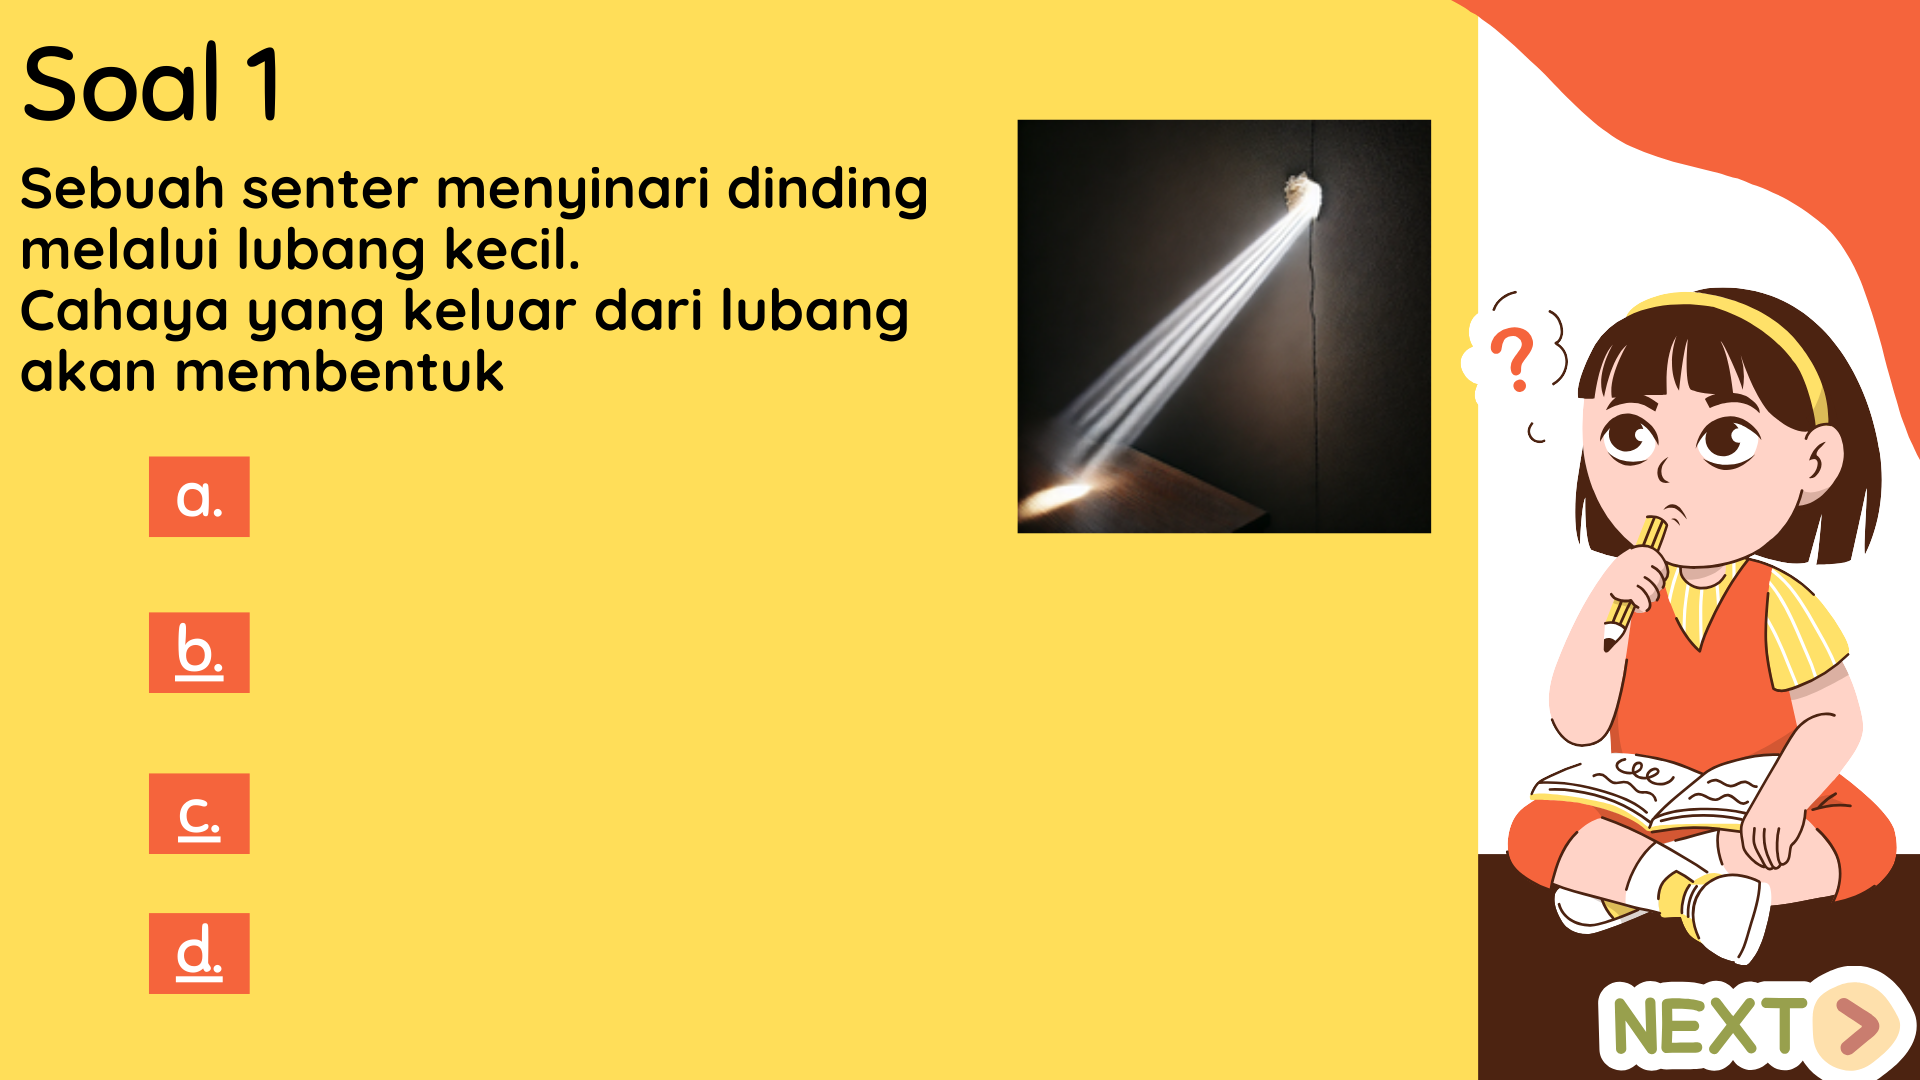 Soal 1
Sebuah senter menyinari dinding
melalui lubang kecil.
Cahaya yang keluar dari lubang
akan membentuk
?
a.
b.
c.
d.
NEXT